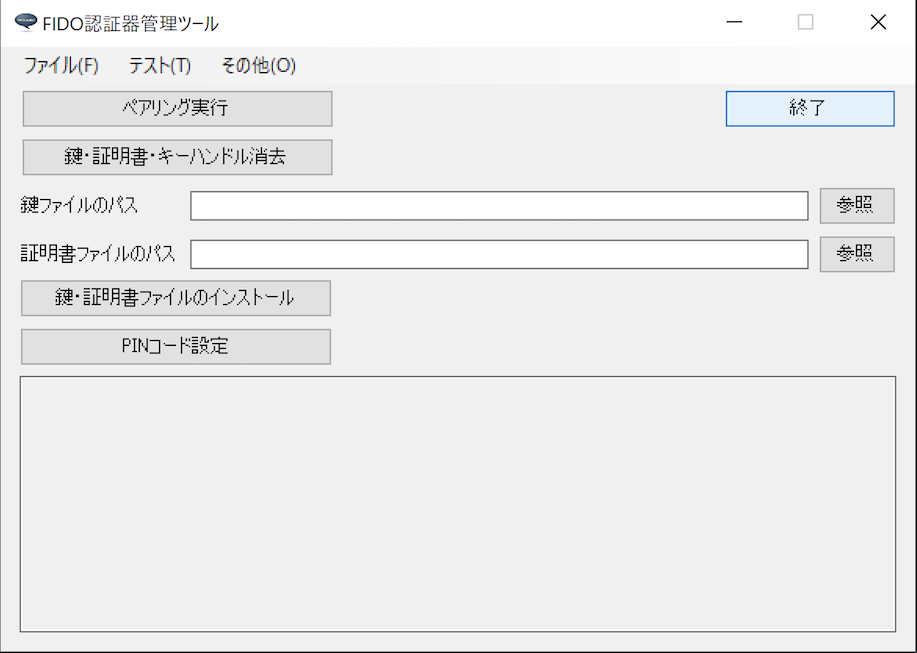 FIDO認証器管理ツール
ファイル(F) テスト(T) その他(O)
ペアリング実行 終了
鍵・証明書・キーハンドル消去
鍵ファイルのパス 参照
証明書ファイルのパス 参照
鍵・証明書ファイルのインストール
PINコード設定